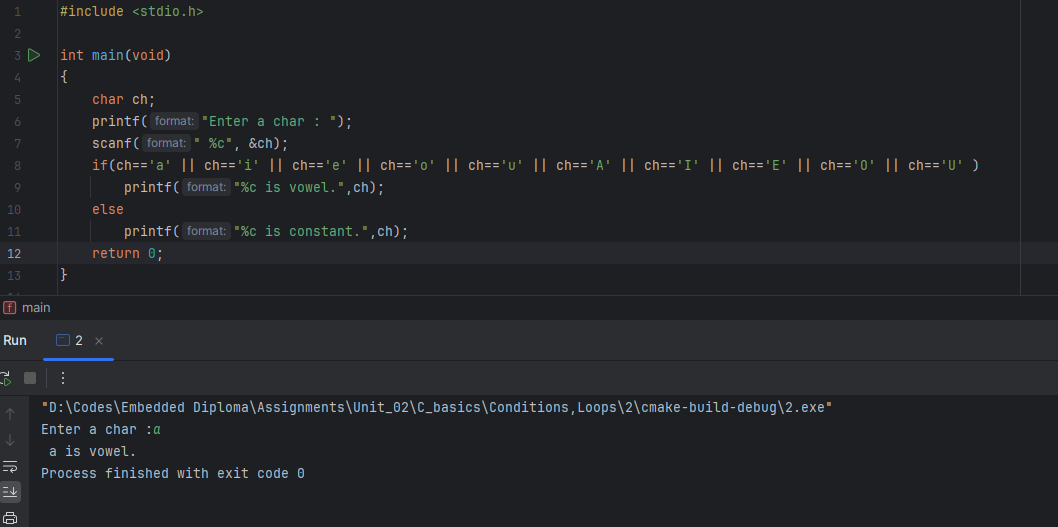 1 #include <stdio.h>
2
3 int main(void)
4 {
5 char ch;
6 printf( format: "Enter a char : ");
7 scanf( format: " %c", &ch);
8 if(ch=='a' || ch=='i' || ch=='e' || ch=='o' || ch=='u' || ch=='A' || ch=='I' || ch=='E' || ch=='O' || ch=='U' )
9 printf( format: "%c is vowel.",ch);
10 else
11 printf( format: "%c is constant.",ch);
12 return 0;
13 }
f main
Run 2 ×
"D:\Codes\Embedded Diploma\Assignments\Unit_02\C_basics\Conditions,Loops\2\cmake-build-debug\2.exe"
Enter a char :a
a is vowel.
Process finished with exit code 0